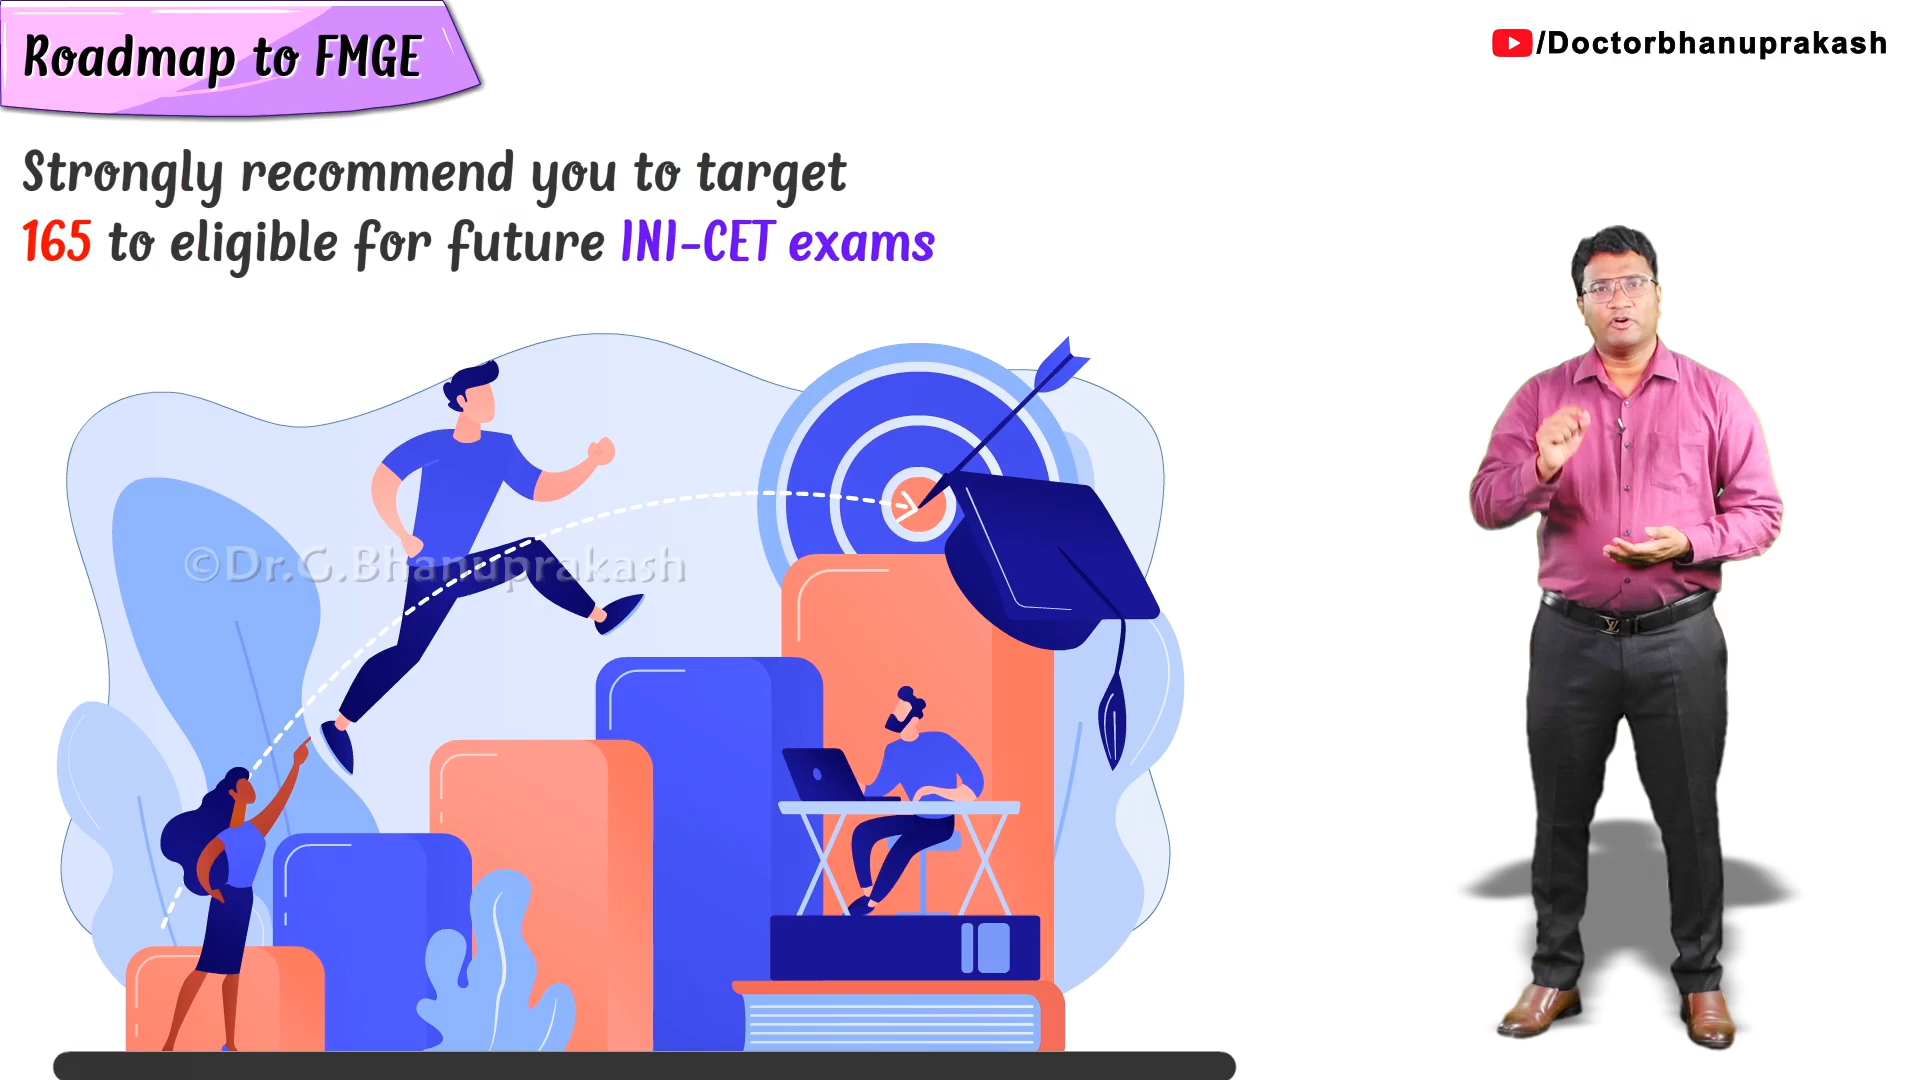 Roadmap to FMGE
/Doctorbhanuprakash
Strongly recommend you to target
165 to eligible for future INI-CET exams
©Dr.G.Bhanuprakash